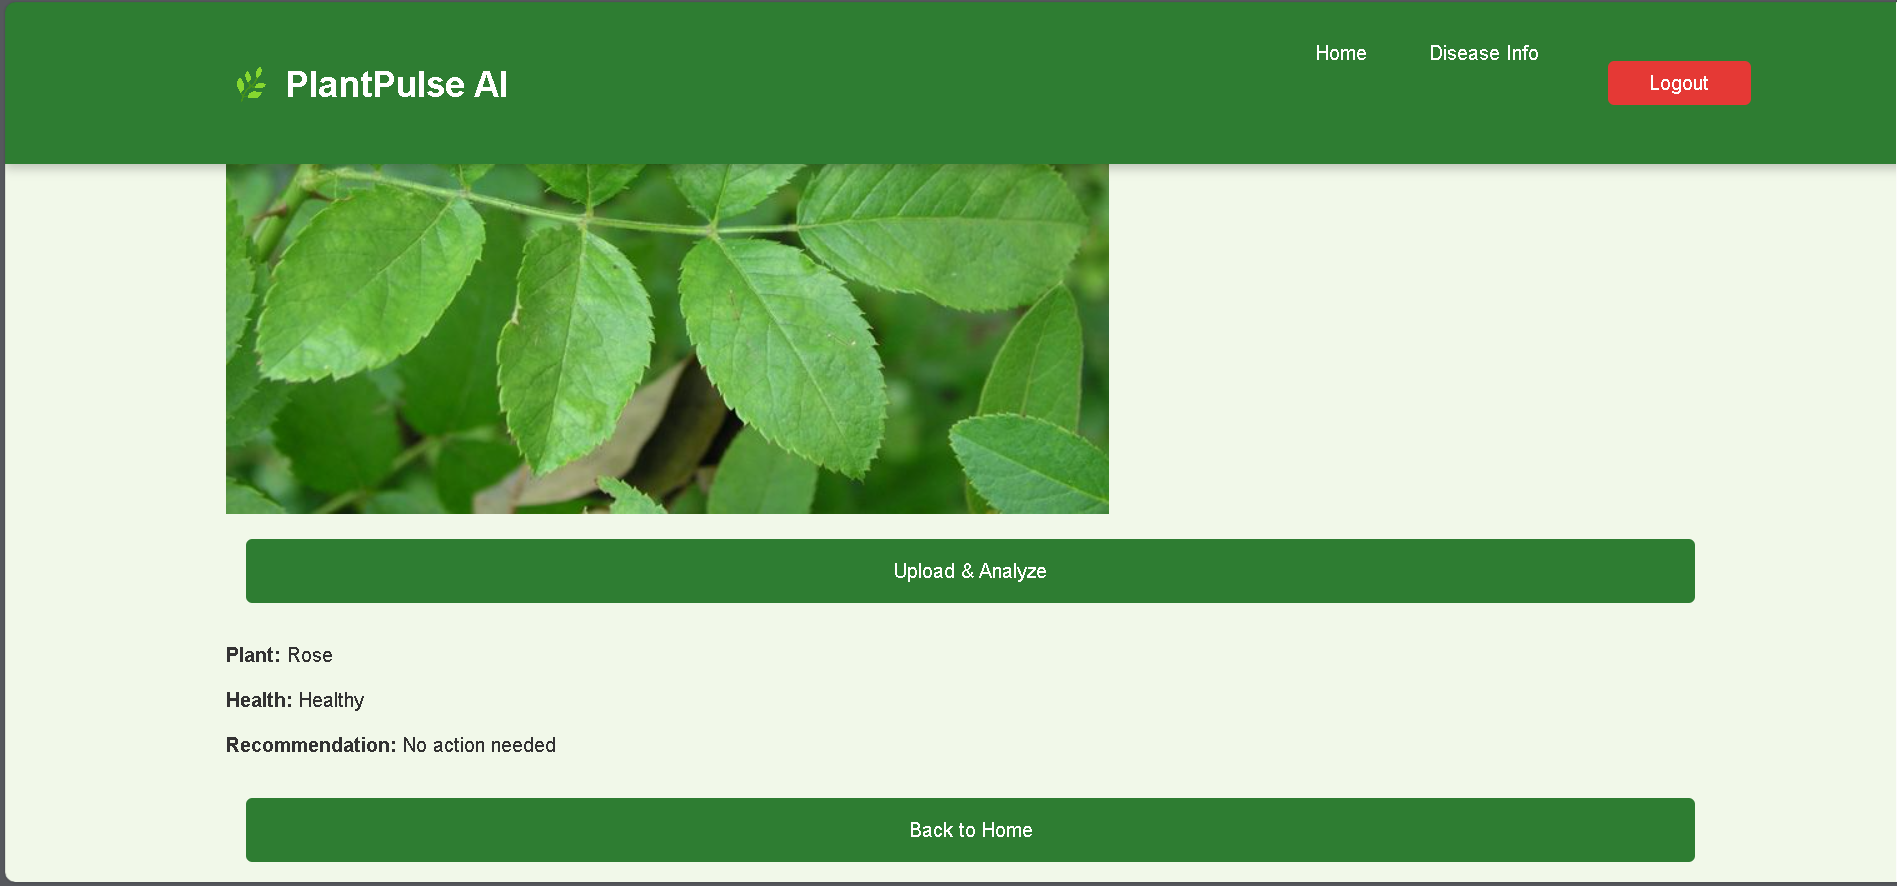 PlantPulse AI
Home
Disease Info
Logout
Upload & Analyze
Plant: Rose
Health: Healthy
Recommendation: No action needed
Back to Home